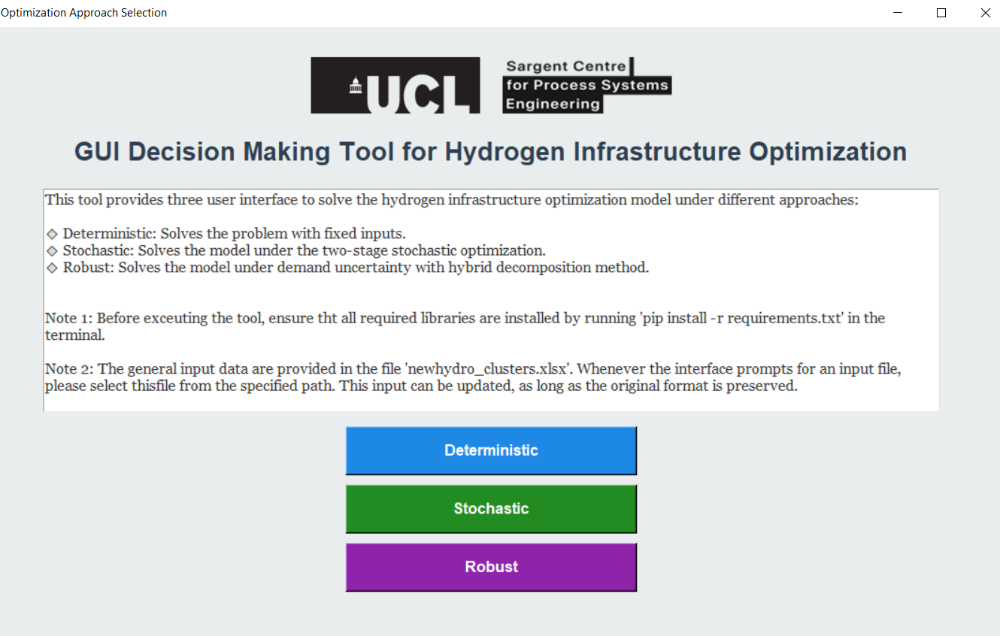 Optimization Approach Selection
UCL
Sargent Centre
for Process Systems
Engineering
GUI Decision Making Tool for Hydrogen Infrastructure Optimization
This tool provides three user interface to solve the hydrogen infrastructure optimization model under different approaches:
Deterministic: Solves the problem with fixed inputs.
Stochastic: Solves the model under the two-stage stochastic optimization.
Robust: Solves the model under demand uncertainty with hybrid decomposition method.
Note 1: Before exceuting the tool, ensure tht all required libraries are installed by running 'pip install -r requirements.txt' in the
terminal.
Note 2: The general input data are provided in the file 'newhydro_clusters.xlsx'. Whenever the interface prompts for an input file,
please select thisfile from the specified path. This input can be updated, as long as the original format is preserved.
Deterministic
Stochastic
Robust